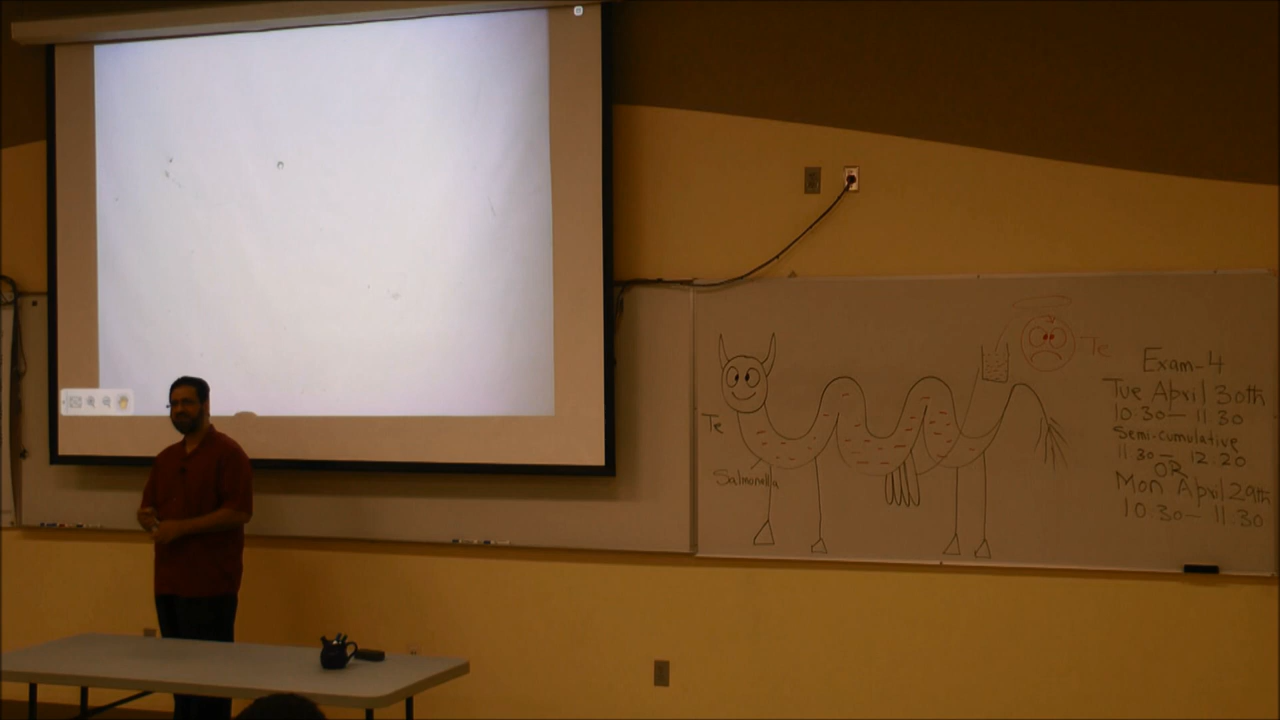 Te
Salmonella
Te
Exam-4
Tue April 30th
10:30 - 11:30
Semi-cumulative
11:30 - 12:20
OR
Mon April 29th
10:30 - 11:30